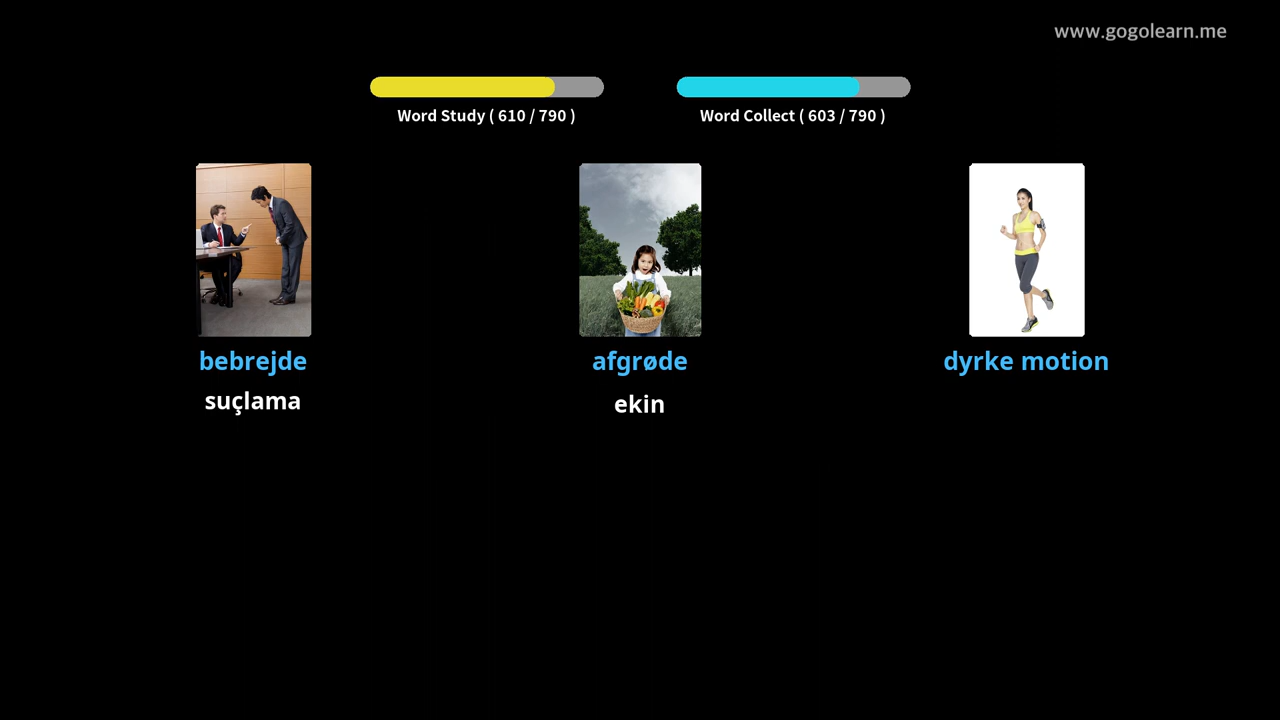 www.gogolearn.me
Word Study ( 610 / 790 )
Word Collect ( 603 / 790 )
bebrejde
afgrøde
dyrke motion
suçlama
ekin